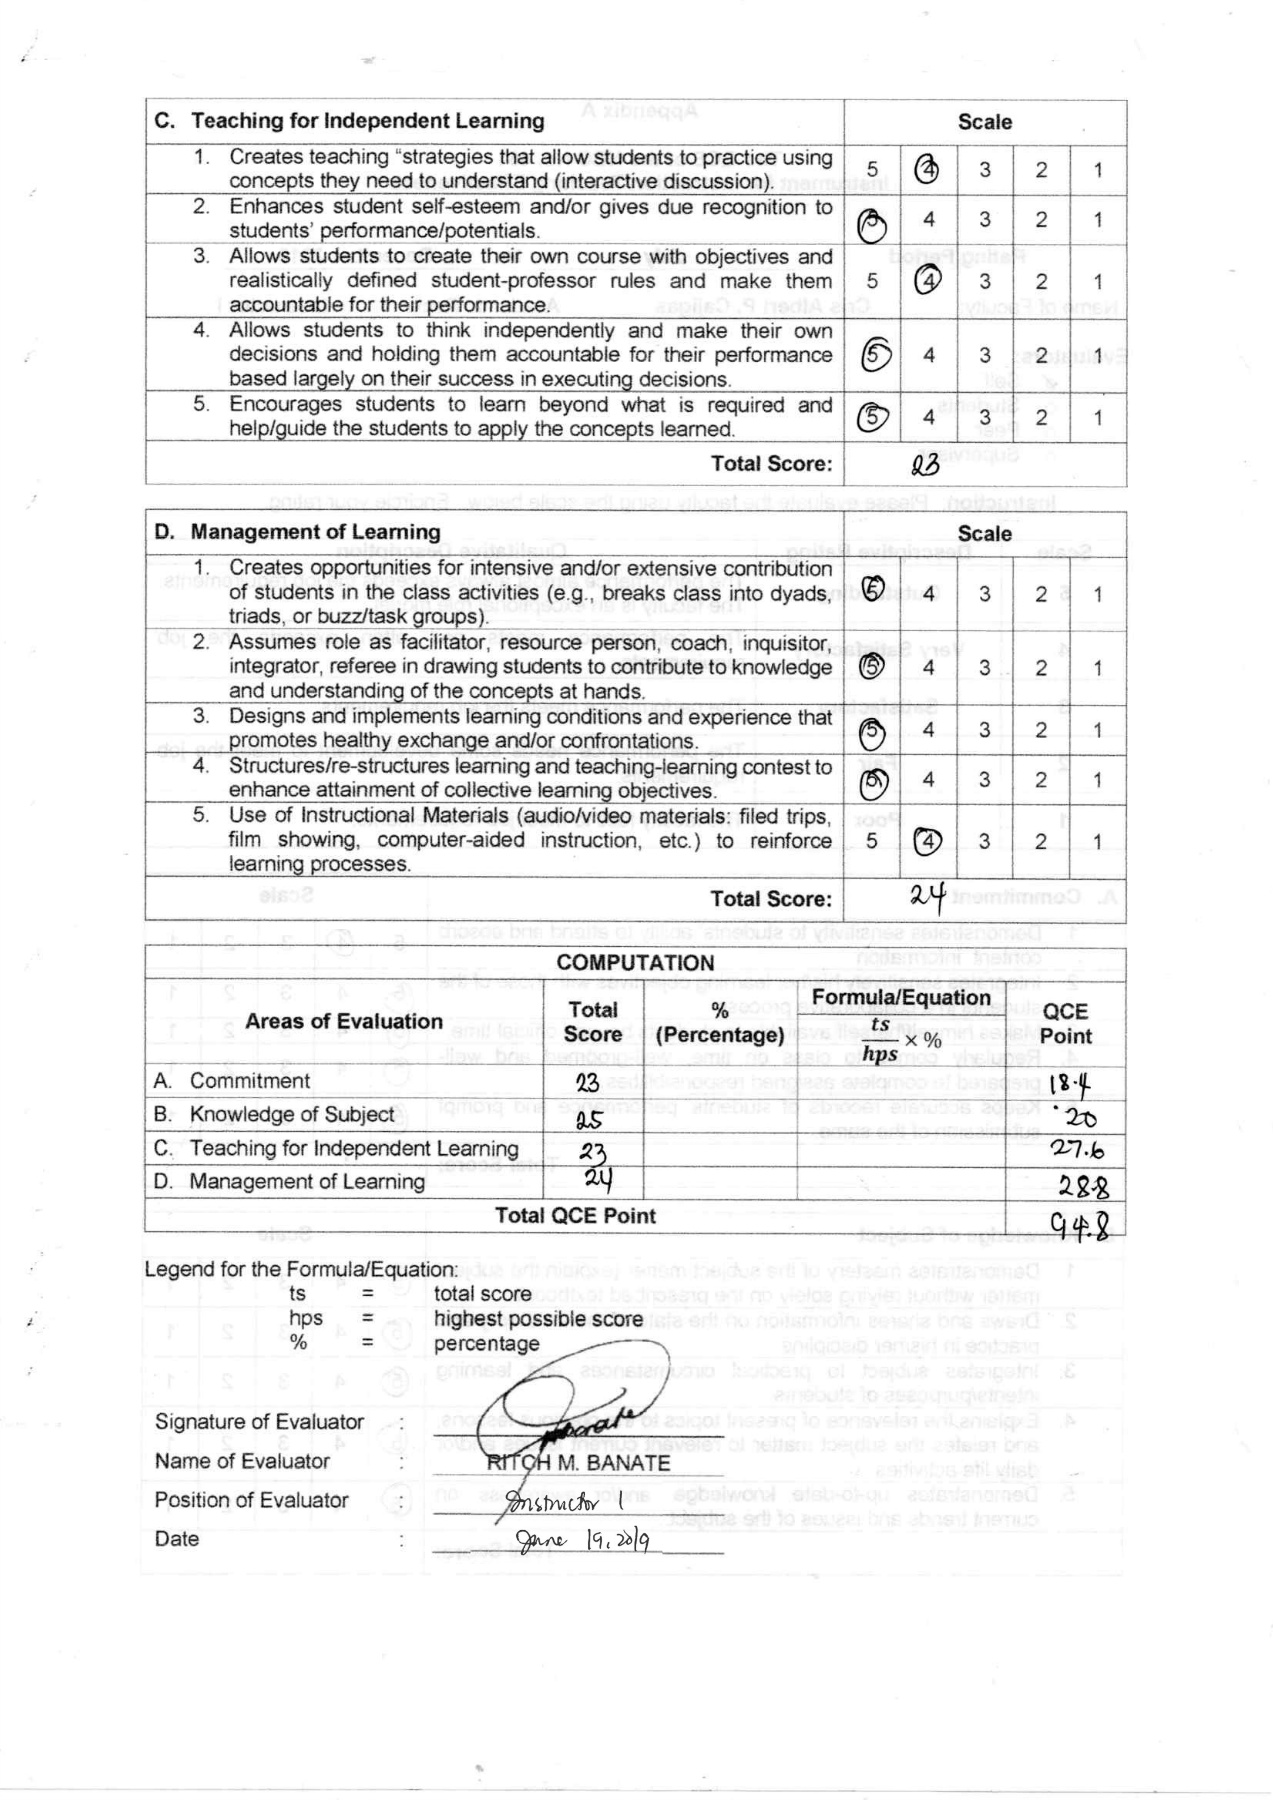 C. Teaching for Independent Learning Scale
1. Creates teaching “strategies that allow students to practice using
concepts they need to understand (interactive discussion). 5 4 3 2 1
2. Enhances student self-esteem and/or gives due recognition to
students’ performance/potentials. 5 4 3 2 1
3. Allows students to create their own course with objectives and
realistically defined student-professor rules and make them 5 4 3 2 1
accountable for their performance.
4. Allows students to think independently and make their own
decisions and holding them accountable for their performance 5 4 3 2 1
based largely on their success in executing decisions.
5. Encourages students to learn beyond what is required and
help/guide the students to apply the concepts learned. 5 4 3 2 1
Total Score: 23
D. Management of Learning Scale
1. Creates opportunities for intensive and/or extensive contribution
of students in the class activities (e.g., breaks class into dyads, 5 4 3 2 1
triads, or buzz/task groups).
2. Assumes role as facilitator, resource person, coach, inquisitor,
integrator, referee in drawing students to contribute to knowledge 5 4 3 2 1
and understanding of the concepts at hands.
3. Designs and implements learning conditions and experience that
promotes healthy exchange and/or confrontations. 5 4 3 2 1
4. Structures/re-structures learning and teaching-learning contest to
enhance attainment of collective learning objectives. 5 4 3 2 1
5. Use of Instructional Materials (audio/video materials: filed trips,
film showing, computer-aided instruction, etc.) to reinforce 5 4 3 2 1
learning processes.
Total Score: 24
COMPUTATION
Areas of Evaluation Total Score % (Percentage) Formula/Equation ts/hps × % QCE Point
A. Commitment 23 18.4
B. Knowledge of Subject 25 20
C. Teaching for Independent Learning 23 27.6
D. Management of Learning 24 28.8
Total QCE Point 94.8
Legend for the Formula/Equation:
ts = total score
hps = highest possible score
% = percentage
Signature of Evaluator :
Name of Evaluator : RITCH M. BANATE
Position of Evaluator : Instructor 1
Date : June 19, 2019